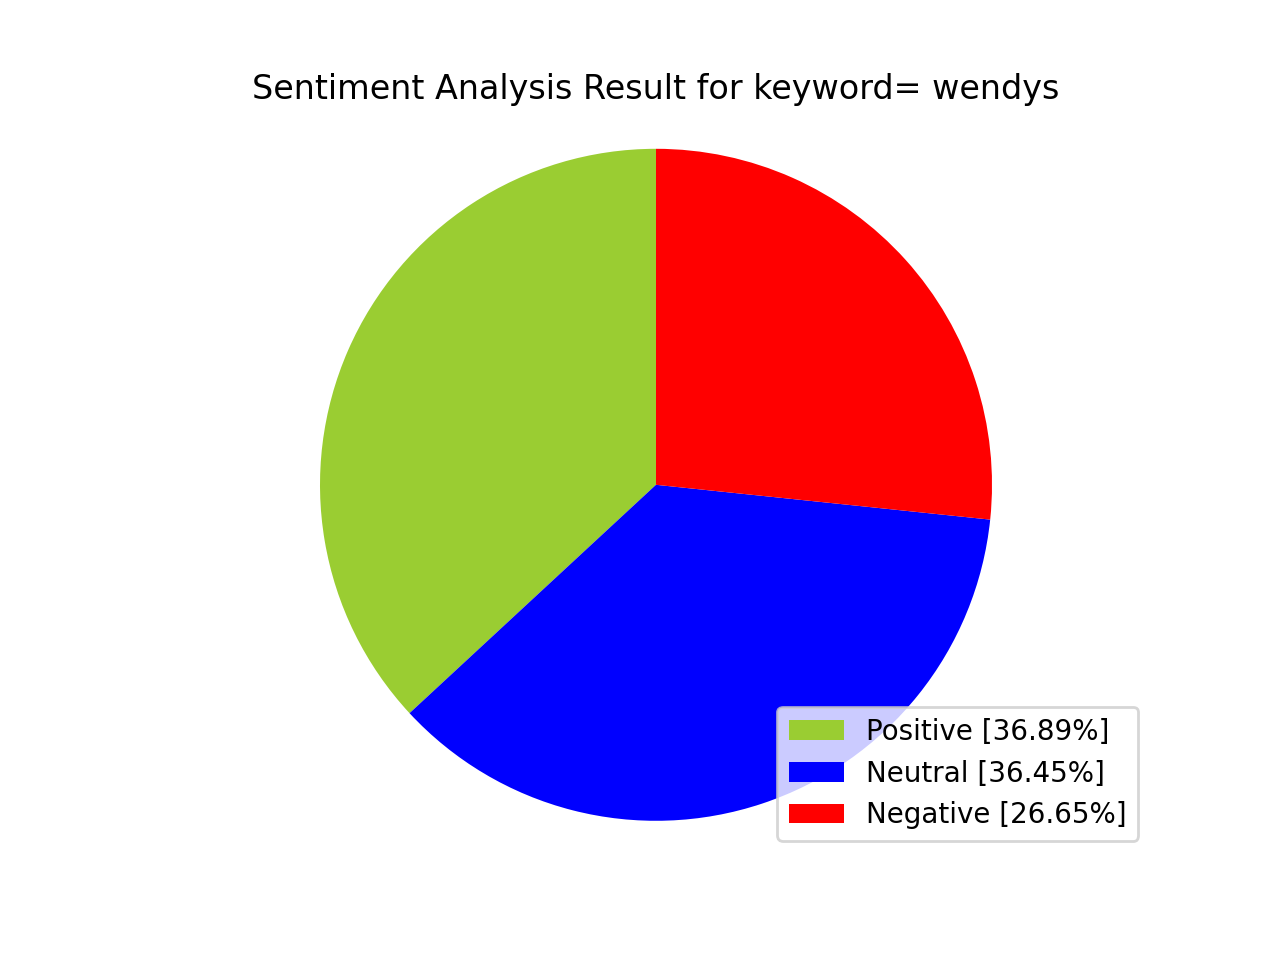 Sentiment Analysis Result for keyword= wendys
Positive [36.89%]
Neutral [36.45%]
Negative [26.65%]